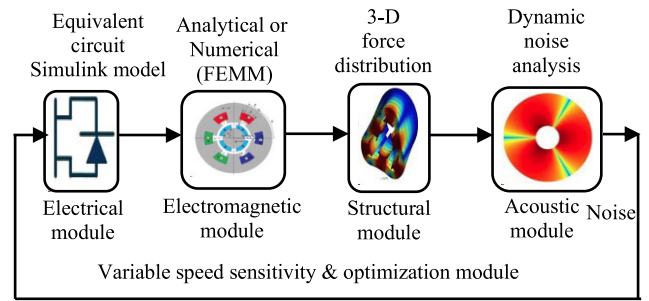 Equivalent
circuit
Simulink model
Analytical or
Numerical
(FEMM)
3-D
force
distribution
Dynamic
noise
analysis
Electrical
module
Electromagnetic
module
Structural
module
Acoustic
module
Noise
Variable speed sensitivity & optimization module